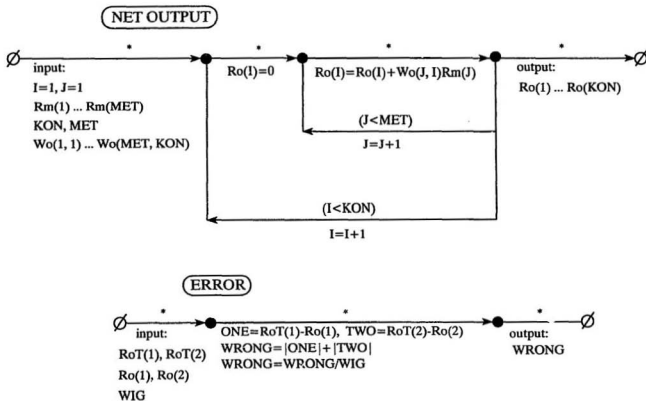 NET OUTPUT
* * * *
input:
I=1, J=1
Rm(1) ... Rm(MET)
KON, MET
Wo(1, 1) ... Wo(MET, KON)
Ro(I)=0
Ro(I)=Ro(I)+Wo(J, I)Rm(J)
output:
Ro(1) ... Ro(KON)
(J<MET)
J=J+1
(I<KON)
I=I+1
ERROR
* * *
input:
RoT(1), RoT(2)
Ro(1), Ro(2)
WIG
ONE=RoT(1)-Ro(1), TWO=RoT(2)-Ro(2)
WRONG=|ONE|+|TWO|
WRONG=WRONG/WIG
output:
WRONG